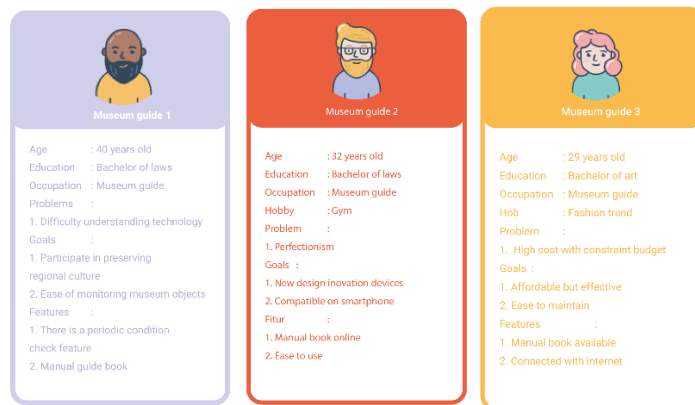 Museum guide 1
Age : 40 years old
Education : Bachelor of laws
Occupation : Museum guide
Problems :
1. Difficulty understanding technology
Goals :
1. Participate in preserving
regional culture
2. Ease of monitoring museum objects
Features :
1. There is a periodic condition
check feature
2. Manual guide book
Museum guide 2
Age : 32 years old
Education : Bachelor of laws
Occupation : Museum guide
Hobby : Gym
Problem :
1. Perfectionism
Goals :
1. New design inovation devices
2. Compatible on smartphone
Fitur :
1. Manual book online
2. Ease to use
Museum guide 3
Age : 29 years old
Education : Bachelor of art
Occupation : Museum guide
Hob : Fashion trend
Problem :
1. High cost with constraint budget
Goals :
1. Affordable but effective
2. Ease to maintain
Features :
1. Manual book available
2. Connected with internet